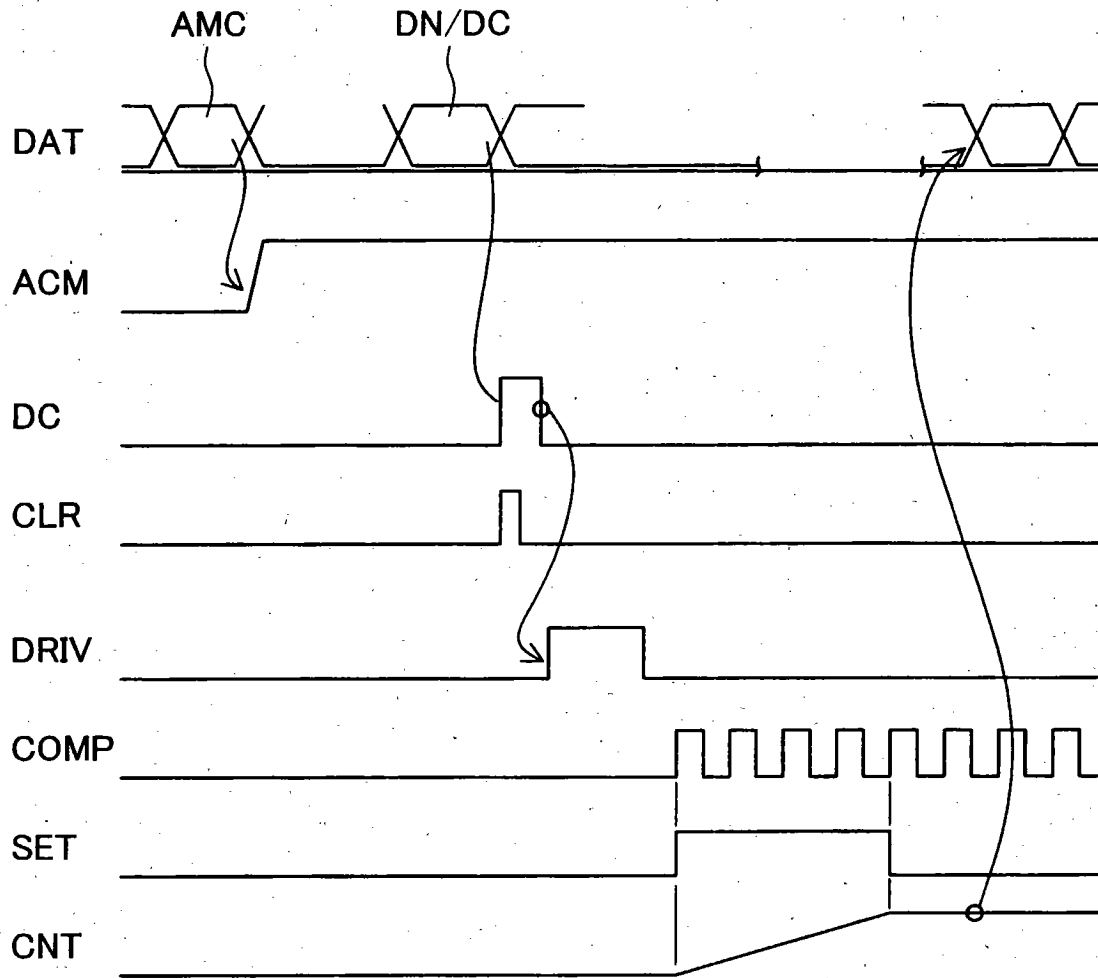 AMC
DN/DC
DAT
ACM
DC
CLR
DRIV
COMP
SET
CNT